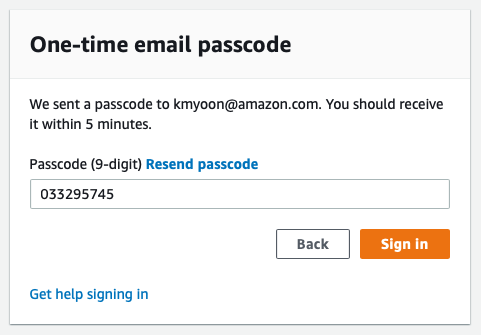 One-time email passcode
We sent a passcode to kmyoon@amazon.com. You should receive
it within 5 minutes.
Passcode (9-digit) Resend passcode
033295745
Back Sign in
Get help signing in